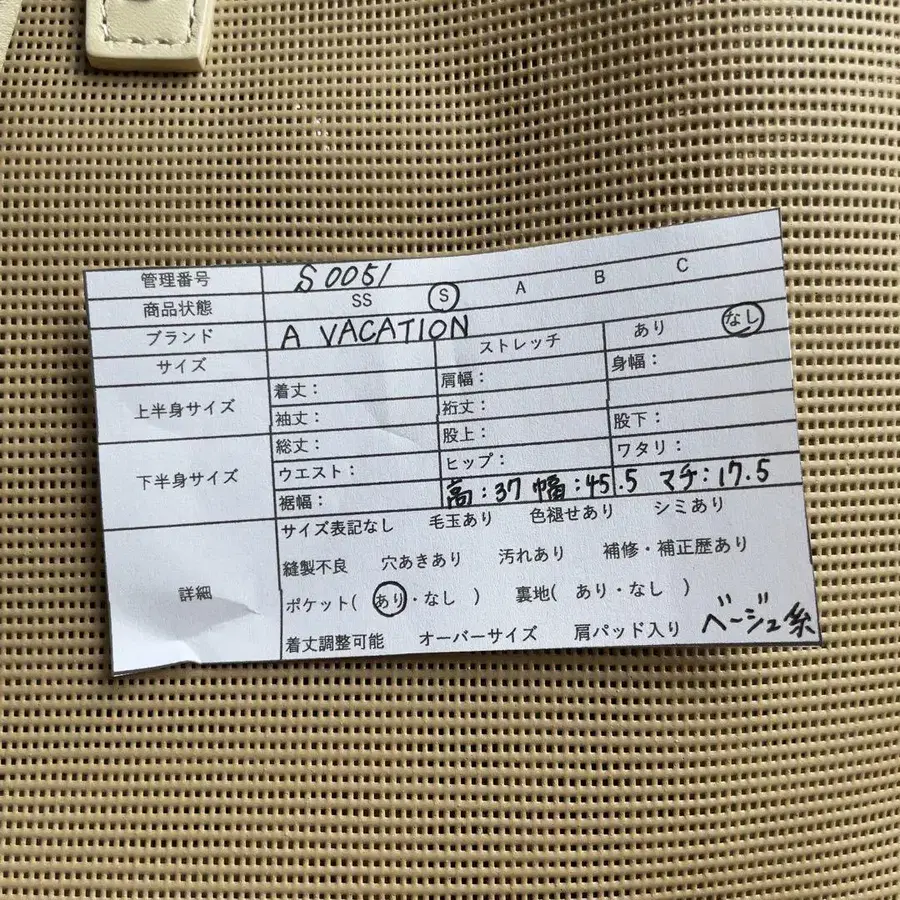 管理番号 S0051
商品状態 SS S A B C
ブランド A VACATION
サイズ ストレッチ あり なし
上半身サイズ 着丈: 肩幅: 身幅:
袖丈: 裄丈:
下半身サイズ 総丈: 股上: 股下:
ウエスト: ヒップ: ワタリ:
裾幅: 高:37 幅:45.5 マチ:17.5
詳細 サイズ表記なし 毛玉あり 色褪せあり シミあり
縫製不良 穴あきあり 汚れあり 補修・補正歴あり
ポケット( あり・なし ) 裏地( あり・なし )
着丈調整可能 オーバーサイズ 肩パッド入り ベージュ系